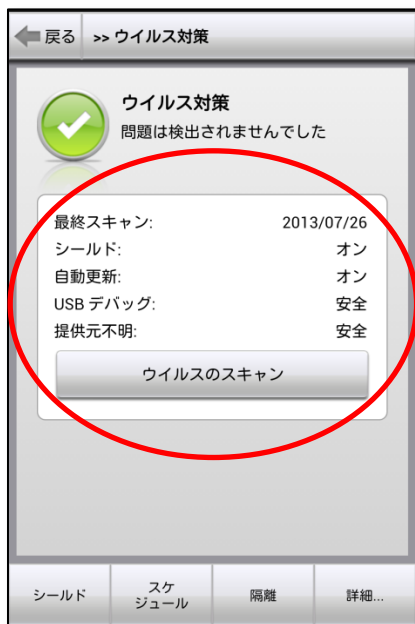 戻る >> ウイルス対策
ウイルス対策
問題は検出されませんでした
最終スキャン: 2013/07/26
シールド: オン
自動更新: オン
USB デバッグ: 安全
提供元不明: 安全
ウイルスのスキャン
シールド スケ
ジュール 隔離 詳細...